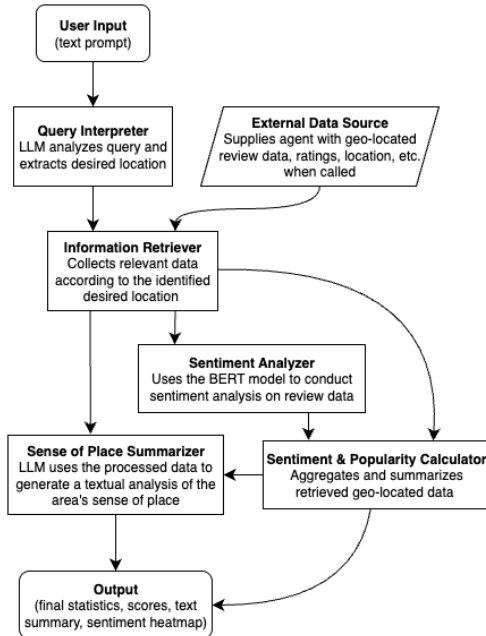 User Input
(text prompt)
Query Interpreter
LLM analyzes query and
extracts desired location
External Data Source
Supplies agent with geo-located
review data, ratings, location, etc.
when called
Information Retriever
Collects relevant data
according to the identified
desired location
Sentiment Analyzer
Uses the BERT model to conduct
sentiment analysis on review data
Sense of Place Summarizer
LLM uses the processed data to
generate a textual analysis of the
area's sense of place
Sentiment & Popularity Calculator
Aggregates and summarizes
retrieved geo-located data
Output
(final statistics, scores, text
summary, sentiment heatmap)